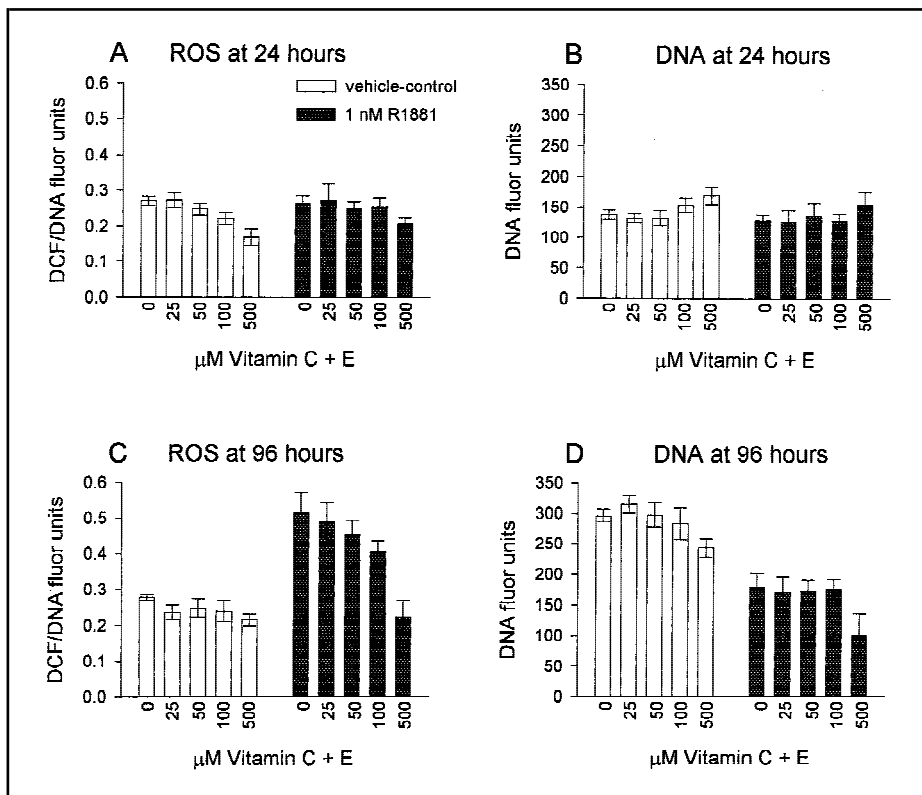 A ROS at 24 hours
vehicle-control
1 nM R1881
DCF/DNA fluor units
0.6
0.5
0.4
0.3
0.2
0.1
0.0
0 25 50 100 500 0 25 50 100 500
μM Vitamin C + E
B DNA at 24 hours
DNA fluor units
350
300
250
200
150
100
50
0
0 25 50 100 500 0 25 50 100 500
μM Vitamin C + E
C ROS at 96 hours
DCF/DNA fluor units
0.6
0.5
0.4
0.3
0.2
0.1
0.0
0 25 50 100 500 0 25 50 100 500
μM Vitamin C + E
D DNA at 96 hours
DNA fluor units
350
300
250
200
150
100
50
0
0 25 50 100 500 0 25 50 100 500
μM Vitamin C + E